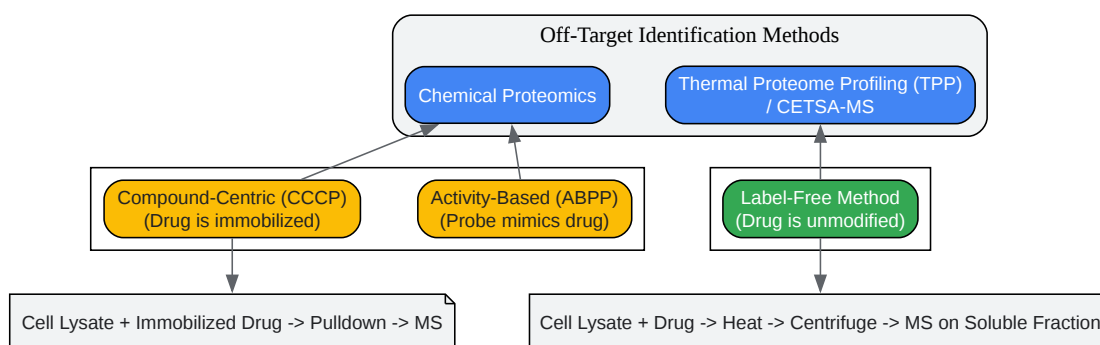 Off-Target Identification Methods
Chemical Proteomics
Thermal Proteome Profiling (TPP)
/ CETSA-MS
Compound-Centric (CCCP)
(Drug is immobilized)
Activity-Based (ABPP)
(Probe mimics drug)
Label-Free Method
(Drug is unmodified)
Cell Lysate + Immobilized Drug -> Pulldown -> MS
Cell Lysate + Drug -> Heat -> Centrifuge -> MS on Soluble Fraction